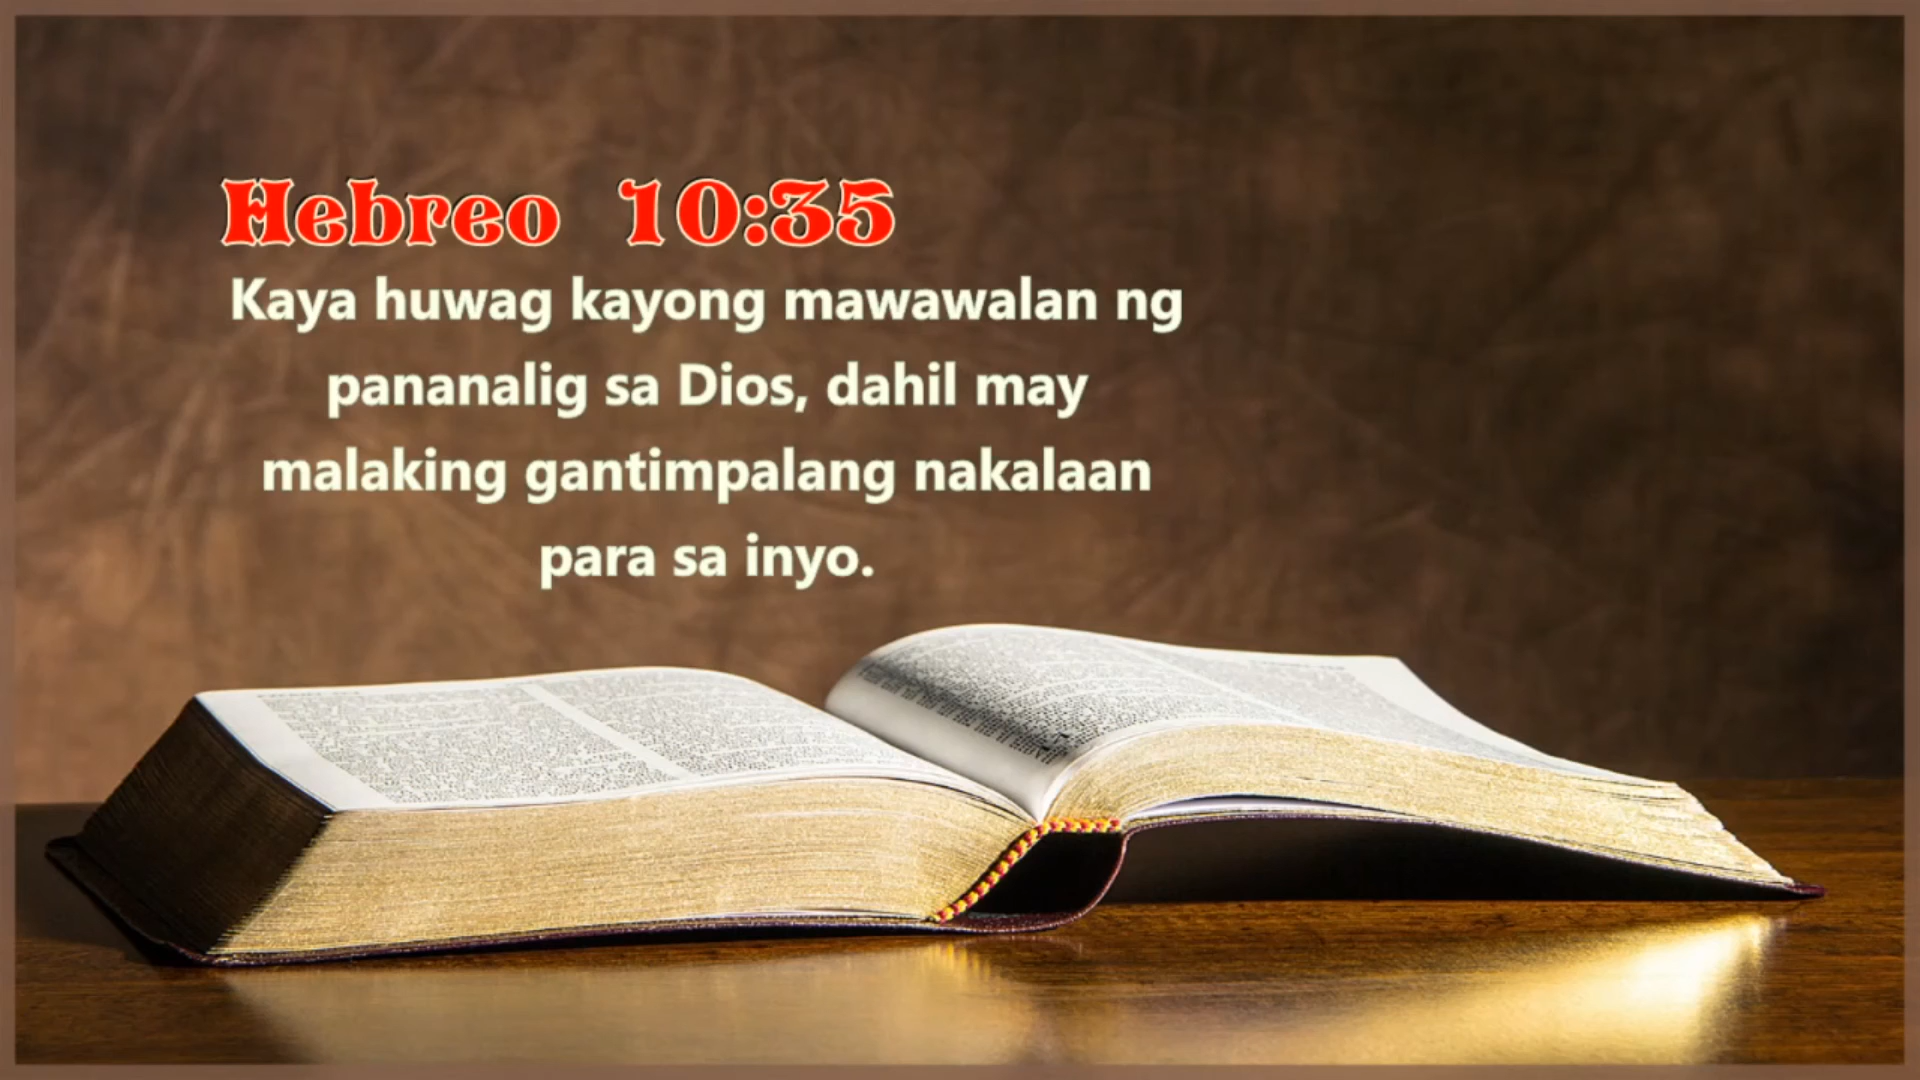 Hebreo 10:35
Kaya huwag kayong mawawalan ng
pananalig sa Dios, dahil may
malaking gantimpalang nakalaan
para sa inyo.